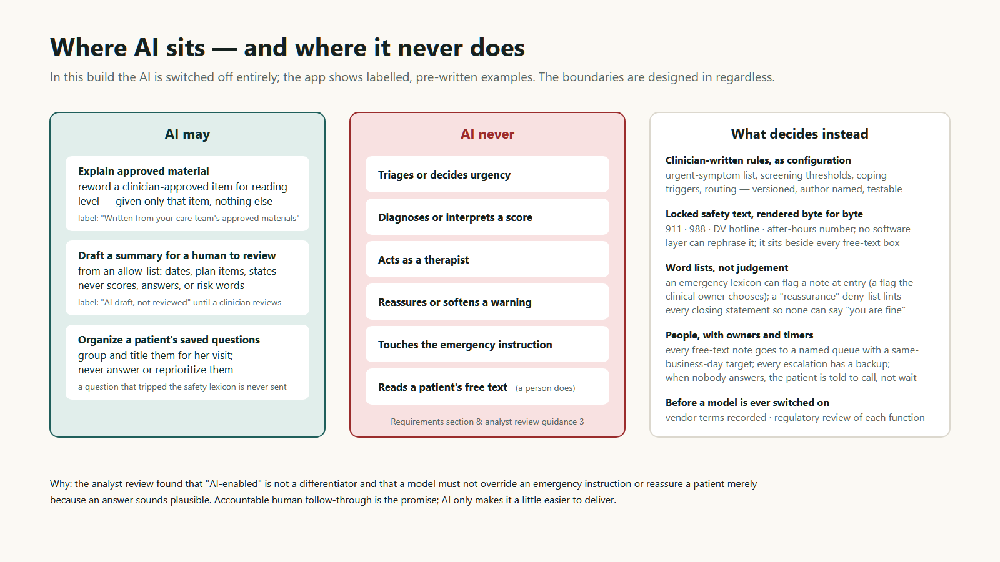 Where AI sits — and where it never does
In this build the AI is switched off entirely; the app shows labelled, pre-written examples. The boundaries are designed in regardless.
AI may
Explain approved material
reword a clinician-approved item for reading
level — given only that item, nothing else
label: "Written from your care team's approved materials"
Draft a summary for a human to review
from an allow-list: dates, plan items, states —
never scores, answers, or risk words
label: "AI draft, not reviewed" until a clinician reviews
Organize a patient's saved questions
group and title them for her visit;
never answer or reprioritize them
a question that tripped the safety lexicon is never sent
AI never
Triages or decides urgency
Diagnoses or interprets a score
Acts as a therapist
Reassures or softens a warning
Touches the emergency instruction
Reads a patient's free text (a person does)
Requirements section 8; analyst review guidance 3
What decides instead
Clinician-written rules, as configuration
urgent-symptom list, screening thresholds, coping
triggers, routing — versioned, author named, testable
Locked safety text, rendered byte for byte
911 · 988 · DV hotline · after-hours number; no software
layer can rephrase it; it sits beside every free-text box
Word lists, not judgement
an emergency lexicon can flag a note at entry (a flag the
clinical owner chooses); a "reassurance" deny-list lints
every closing statement so none can say "you are fine"
People, with owners and timers
every free-text note goes to a named queue with a same-
business-day target; every escalation has a backup;
when nobody answers, the patient is told to call, not wait
Before a model is ever switched on
vendor terms recorded · regulatory review of each function
Why: the analyst review found that "AI-enabled" is not a differentiator and that a model must not override an emergency instruction or reassure a patient merely
because an answer sounds plausible. Accountable human follow-through is the promise; AI only makes it a little easier to deliver.